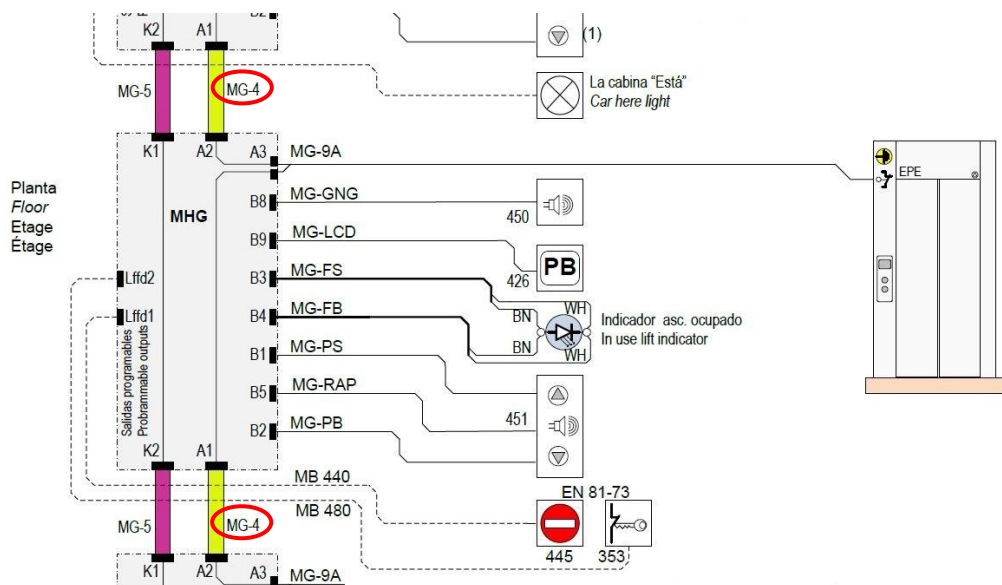 B2
K2
A1
(1)
La cabina "Está"
Car here light
MG-5
MG-4
K1
A2
A3
MG-9A
EPE
Planta
Floor
Etage
Étage
MHG
B8
MG-GNG
450
B9
MG-LCD
426
PB
Lffd2
B3
MG-FS
WH
BN
Lffd1
B4
MG-FB
BN
WH
Indicador asc. ocupado
In use lift indicator
Salidas programables
Probrammable outputs
B1
MG-PS
B5
MG-RAP
451
B2
MG-PB
K2
A1
MB 440
MB 480
EN 81-73
445
353
MG-5
MG-4
K1
A2
A3
MG-9A